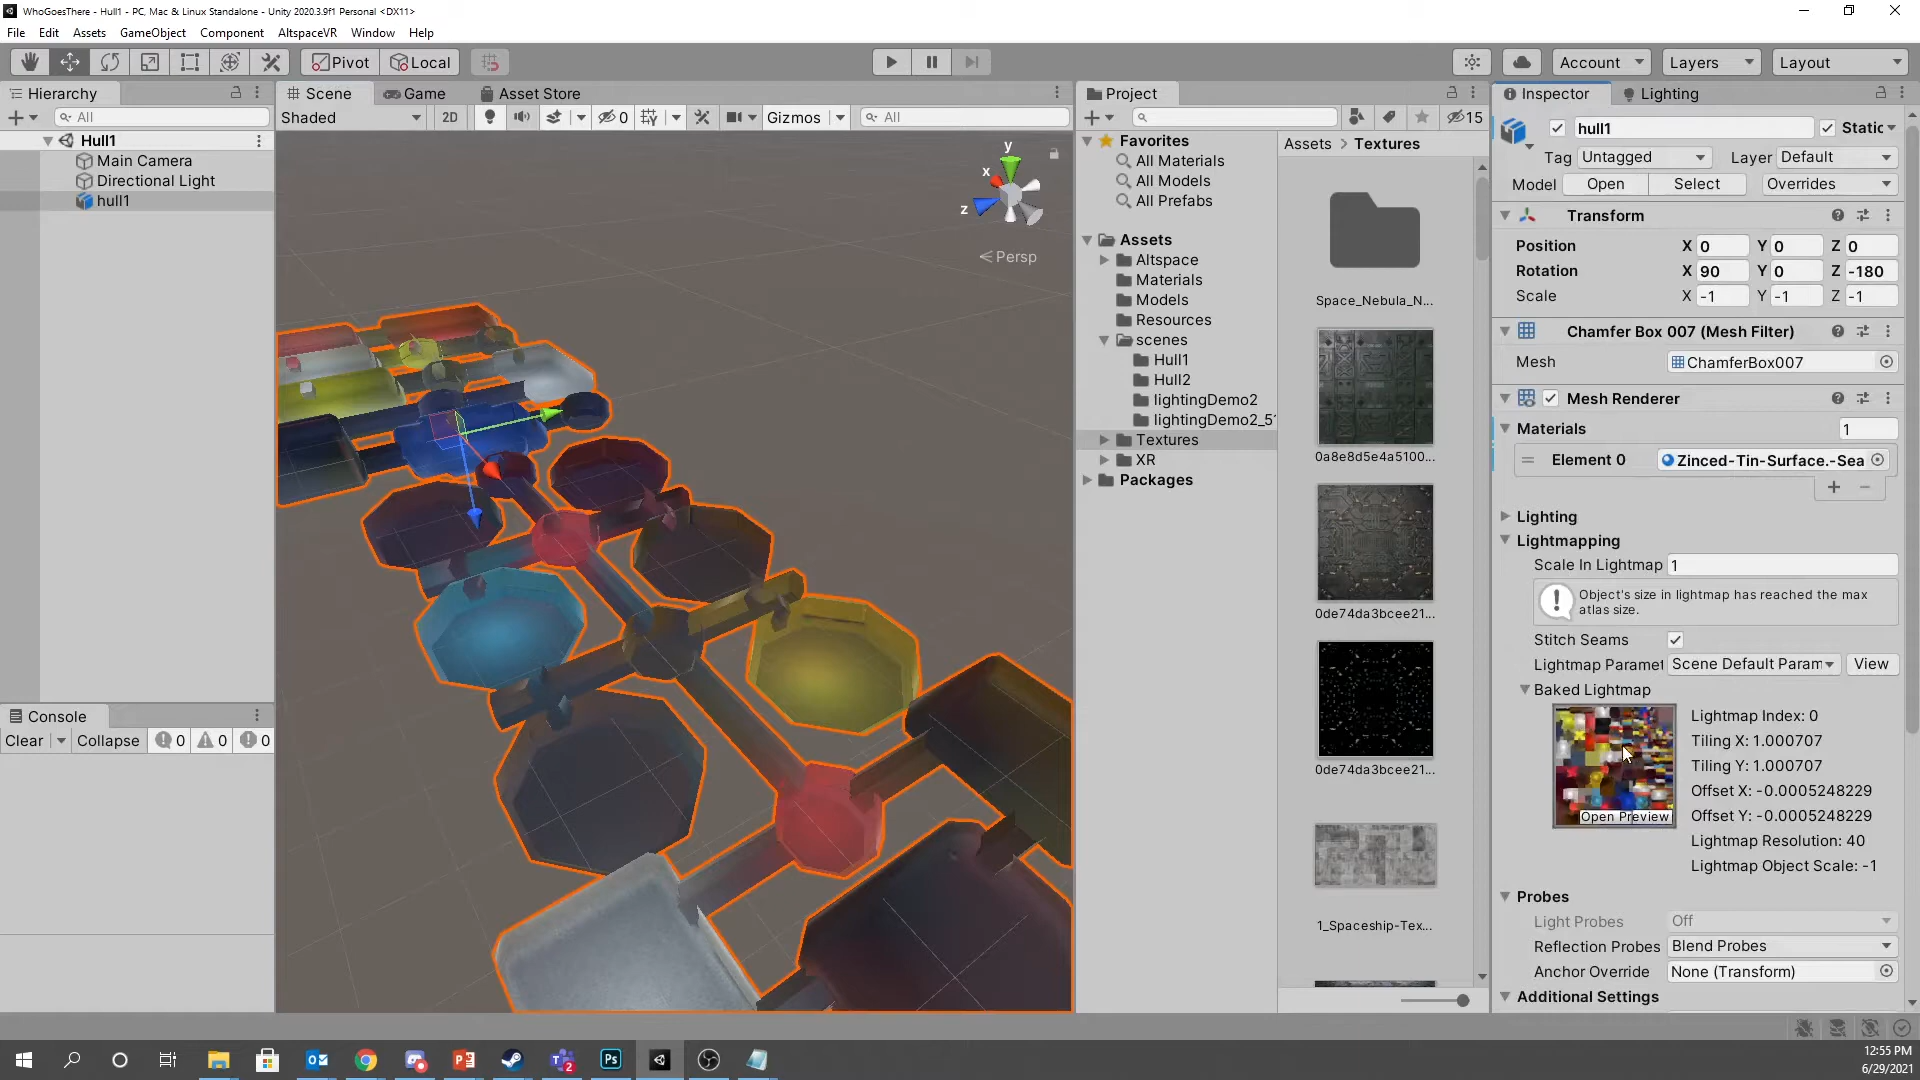 WhoGoesThere - Hull1 - PC, Mac & Linux Standalone - Unity 2020.3.9f1 Personal <DX11>
File Edit Assets GameObject Component AltspaceVR Window Help
Pivot Local Account Layers Layout
Hierarchy
All
Hull1
Main Camera
Directional Light
hull1
Console
Clear Collapse 0 0 0
Scene Game Asset Store
Shaded 2D 0 Gizmos All
y
x
z
Persp
Project
15
Favorites
All Materials
All Models
All Prefabs
Assets
Altspace
Materials
Models
Resources
scenes
Hull1
Hull2
lightingDemo2
lightingDemo2_5
Textures
XR
Packages
Assets > Textures
Space_Nebula_N...
0a8e8d5e4a5100...
0de74da3bcee21...
0de74da3bcee21...
1_Spaceship-Tex...
Inspector Lighting
hull1 Static
Tag Untagged Layer Default
Model Open Select Overrides
Transform
Position X 0 Y 0 Z 0
Rotation X 90 Y 0 Z -180
Scale X -1 Y -1 Z -1
Chamfer Box 007 (Mesh Filter)
Mesh ChamferBox007
Mesh Renderer
Materials 1
Element 0 Zinced-Tin-Surface.-Sea
Lighting
Lightmapping
Scale In Lightmap 1
Object's size in lightmap has reached the max
atlas size.
Stitch Seams
Lightmap Paramet Scene Default Param View
Baked Lightmap
Open Preview
Lightmap Index: 0
Tiling X: 1.000707
Tiling Y: 1.000707
Offset X: -0.0005248229
Offset Y: -0.0005248229
Lightmap Resolution: 40
Lightmap Object Scale: -1
Probes
Light Probes Off
Reflection Probes Blend Probes
Anchor Override None (Transform)
Additional Settings
12:55 PM
6/29/2021